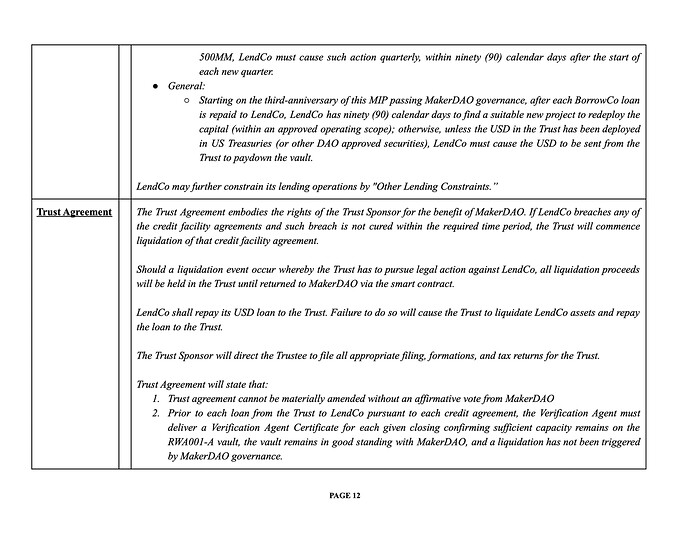 500MM, LendCo must cause such action quarterly, within ninety (90) calendar days after the start of
each new quarter.
● General:
○ Starting on the third-anniversary of this MIP passing MakerDAO governance, after each BorrowCo loan
is repaid to LendCo, LendCo has ninety (90) calendar days to find a suitable new project to redeploy the
capital (within an approved operating scope); otherwise, unless the USD in the Trust has been deployed
in US Treasuries (or other DAO approved securities), LendCo must cause the USD to be sent from the
Trust to paydown the vault.
LendCo may further constrain its lending operations by "Other Lending Constraints."
Trust Agreement
The Trust Agreement embodies the rights of the Trust Sponsor for the benefit of MakerDAO. If LendCo breaches any of
the credit facility agreements and such breach is not cured within the required time period, the Trust will commence
liquidation of that credit facility agreement.
Should a liquidation event occur whereby the Trust has to pursue legal action against LendCo, all liquidation proceeds
will be held in the Trust until returned to MakerDAO via the smart contract.
LendCo shall repay its USD loan to the Trust. Failure to do so will cause the Trust to liquidate LendCo assets and repay
the loan to the Trust.
The Trust Sponsor will direct the Trustee to file all appropriate filing, formations, and tax returns for the Trust.
Trust Agreement will state that:
1. Trust agreement cannot be materially amended without an affirmative vote from MakerDAO
2. Prior to each loan from the Trust to LendCo pursuant to each credit agreement, the Verification Agent must
deliver a Verification Agent Certificate for each given closing confirming sufficient capacity remains on the
RWA001-A vault, the vault remains in good standing with MakerDAO, and a liquidation has not been triggered
by MakerDAO governance.
PAGE 12